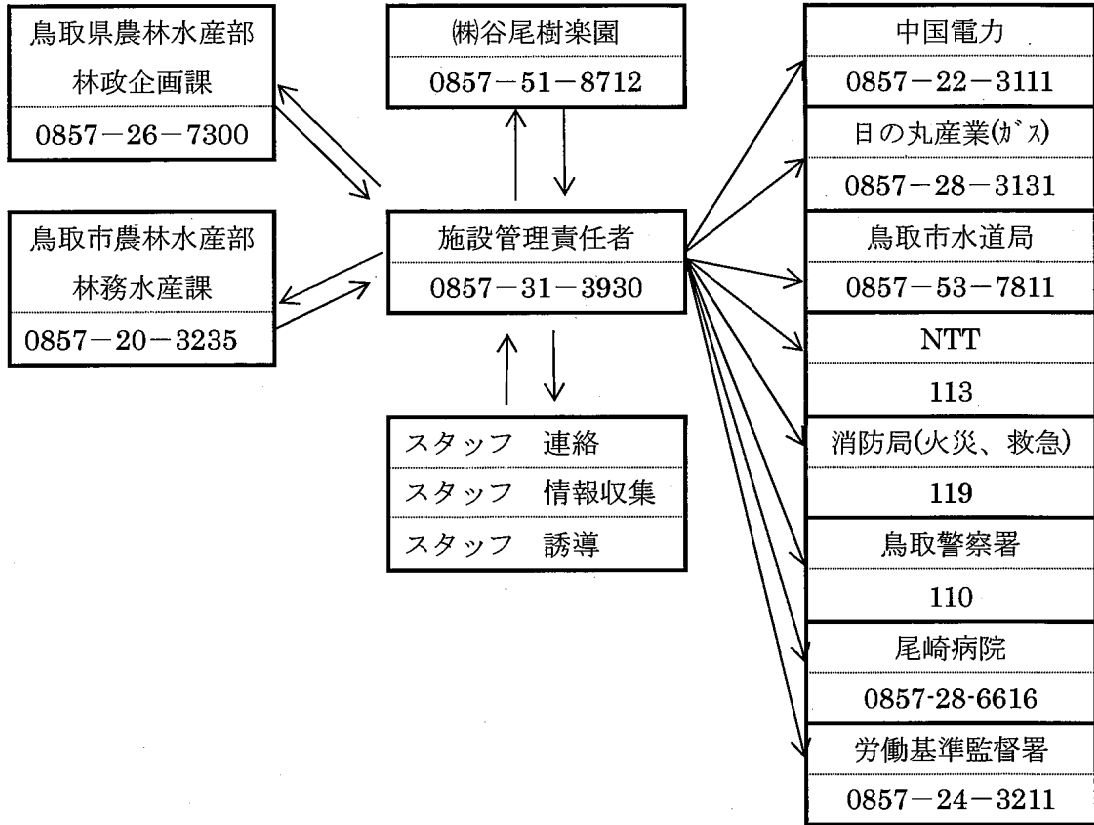 鳥取県農林水産部
林政企画課
0857−26−7300
鳥取市農林水産部
林務水産課
0857−20−3235
㈱谷尾樹楽園
0857−51−8712
施設管理責任者
0857−31−3930
スタッフ　連絡
スタッフ　情報収集
スタッフ　誘導
中国電力
0857−22−3111
日の丸産業(ｶﾞｽ)
0857−28−3131
鳥取市水道局
0857−53−7811
NTT
113
消防局(火災、救急)
119
鳥取警察署
110
尾崎病院
0857-28-6616
労働基準監督署
0857−24−3211